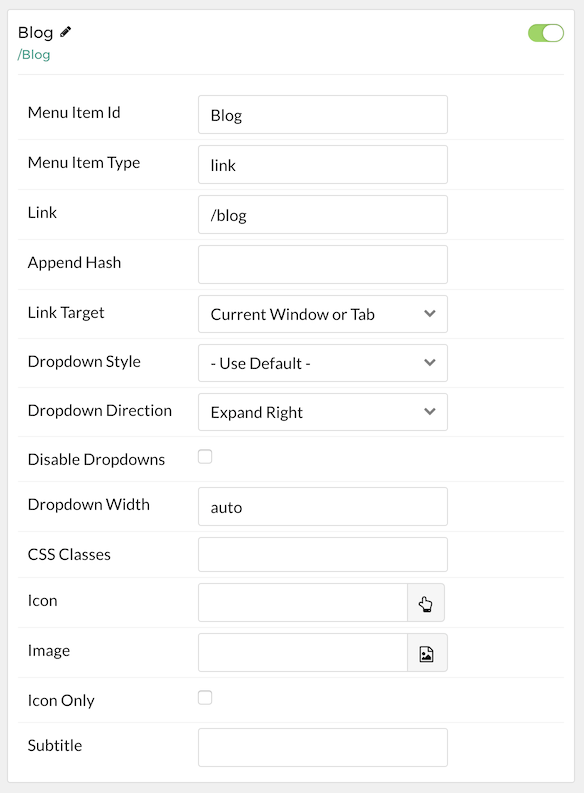 Blog
/Blog
Menu Item Id Blog
Menu Item Type link
Link /blog
Append Hash
Link Target Current Window or Tab
Dropdown Style - Use Default -
Dropdown Direction Expand Right
Disable Dropdowns
Dropdown Width auto
CSS Classes
Icon
Image
Icon Only
Subtitle